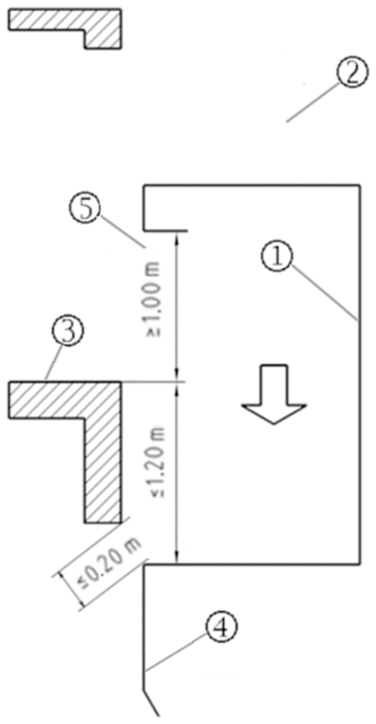 ②
⑤
①
≥1.00 m
③
≤1.20 m
≤0.20 m
④